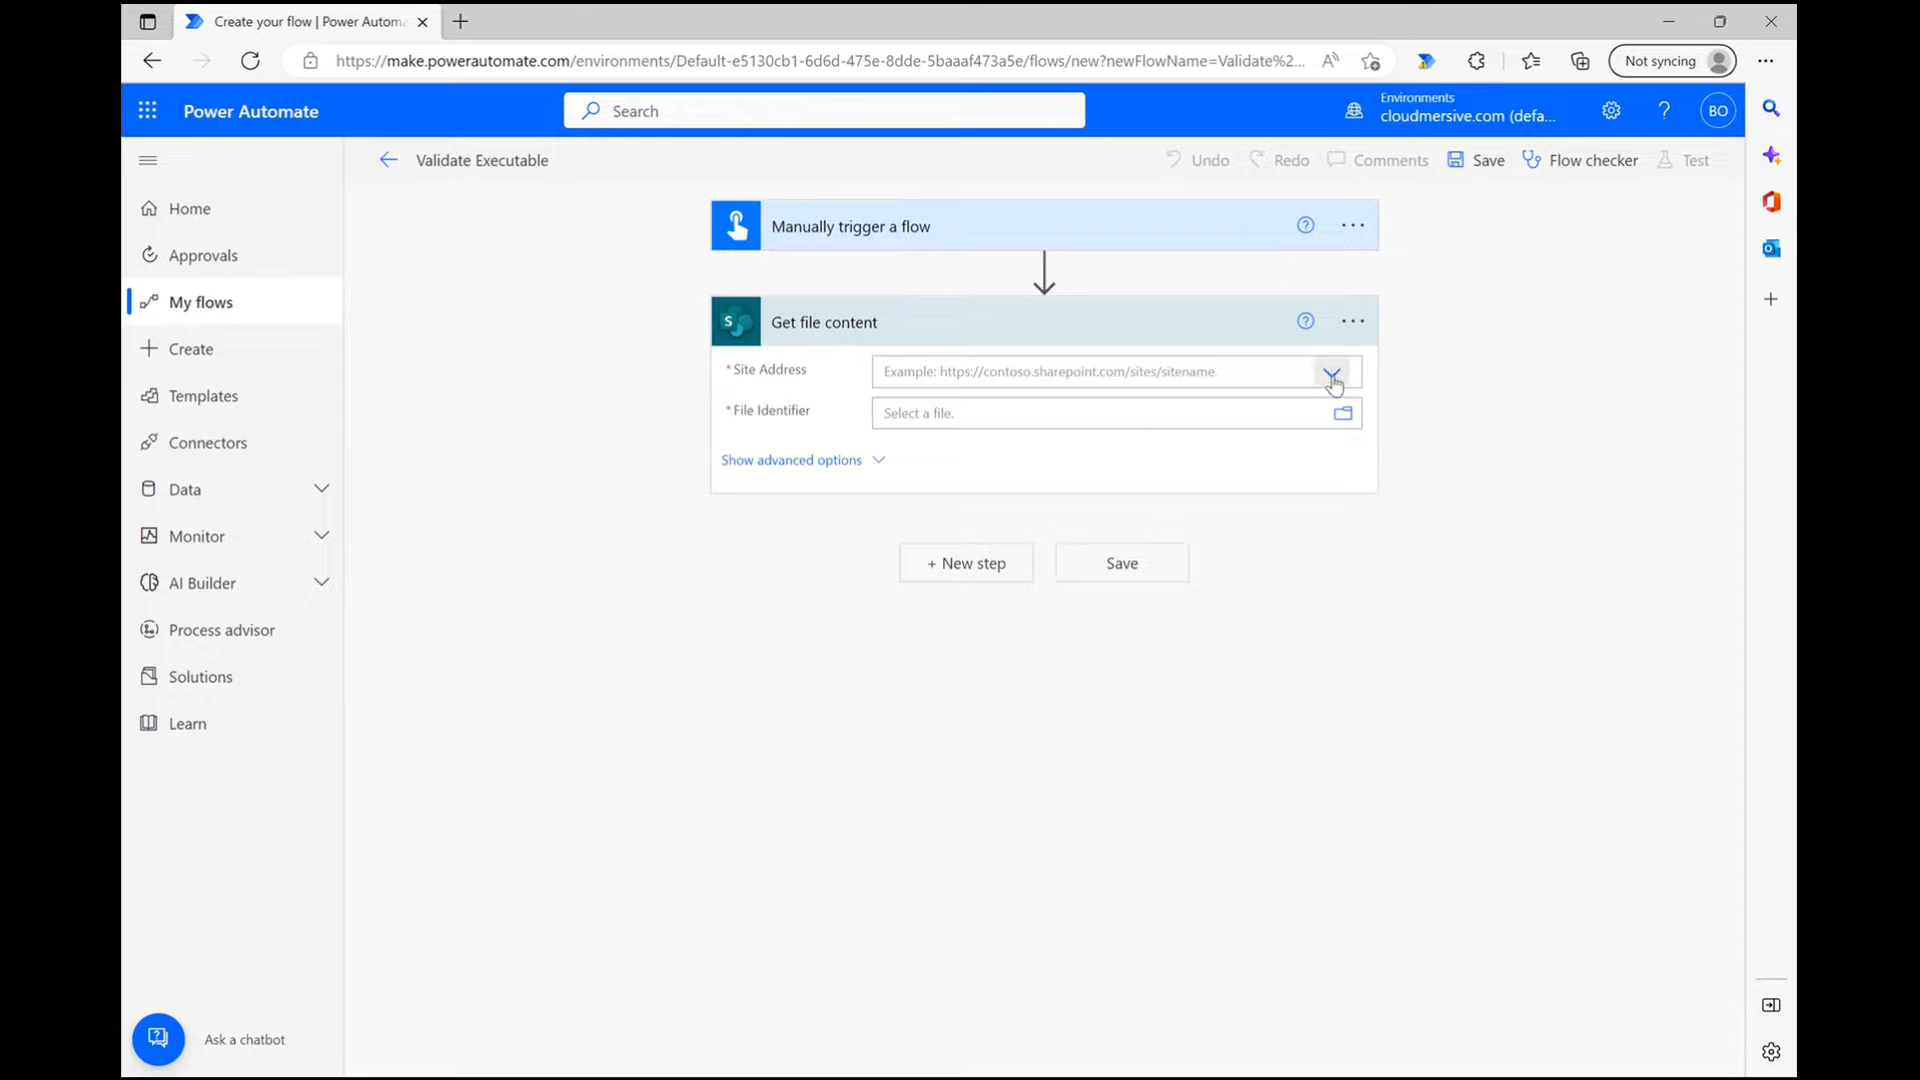 Create your flow | Power Autom
https://make.powerautomate.com/environments/Default-e5130cb1-6d6d-475e-8dde-5baaaf473a5e/flows/new?newFlowName=Validate%2...
Not syncing
Power Automate
Search
Environments
cloudmersive.com (defa...
BO
Validate Executable
Undo
Redo
Comments
Save
Flow checker
Test
Home
Approvals
My flows
Create
Templates
Connectors
Data
Monitor
AI Builder
Process advisor
Solutions
Learn
Manually trigger a flow
S
Get file content
* Site Address
Example: https://contoso.sharepoint.com/sites/sitename.
* File Identifier
Select a file.
Show advanced options
+ New step
Save
Ask a chatbot